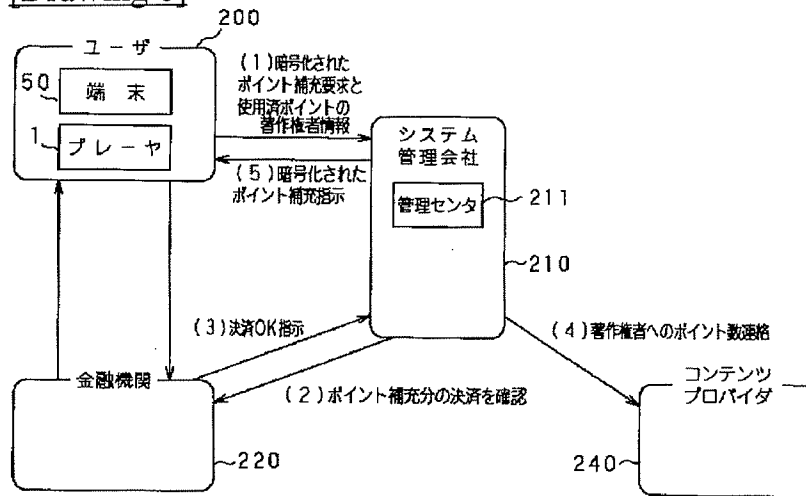 200
ユーザ
50
端末
1
プレーヤ
(1)暗号化された
ポイント補充要求と
使用済ポイントの
著作権者情報
(5)暗号化された
ポイント補充指示
システム
管理会社
管理センタ
211
210
(3)決済OK指示
(4)著作権者へのポイント数連絡
金融機関
(2)ポイント補充分の決済を確認
コンテンツ
プロバイダ
220
240